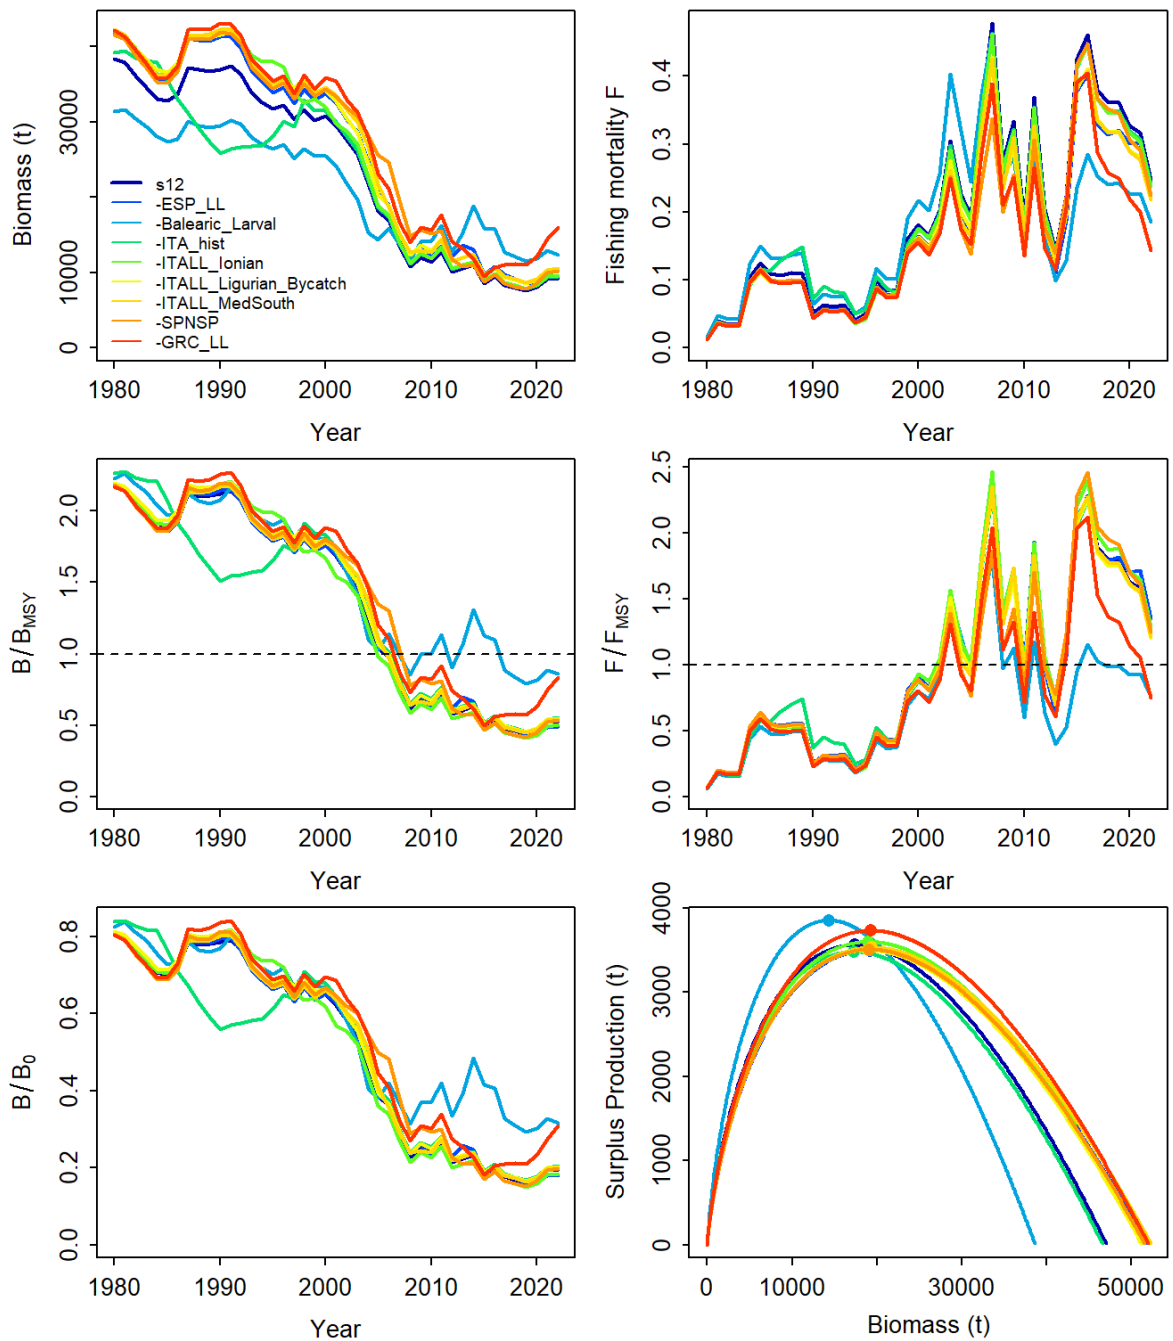 Biomass (t)
30000
10000
0
s12
-ESP_LL
-Balearic_Larval
-ITA_hist
-ITALL_Ionian
-ITALL_Ligurian_Bycatch
-ITALL_MedSouth
-SPNSP
-GRC_LL
1980 1990 2000 2010 2020
Year
Fishing mortality F
0.4
0.3
0.2
0.1
0.0
1980 1990 2000 2010 2020
Year
B/BMSY
2.0
1.5
1.0
0.5
0.0
1980 1990 2000 2010 2020
Year
F/FMSY
2.5
2.0
1.5
1.0
0.5
0.0
1980 1990 2000 2010 2020
Year
B/B0
0.8
0.6
0.4
0.2
0.0
1980 1990 2000 2010 2020
Year
Surplus Production (t)
4000
3000
2000
1000
0
0 10000 30000 50000
Biomass (t)